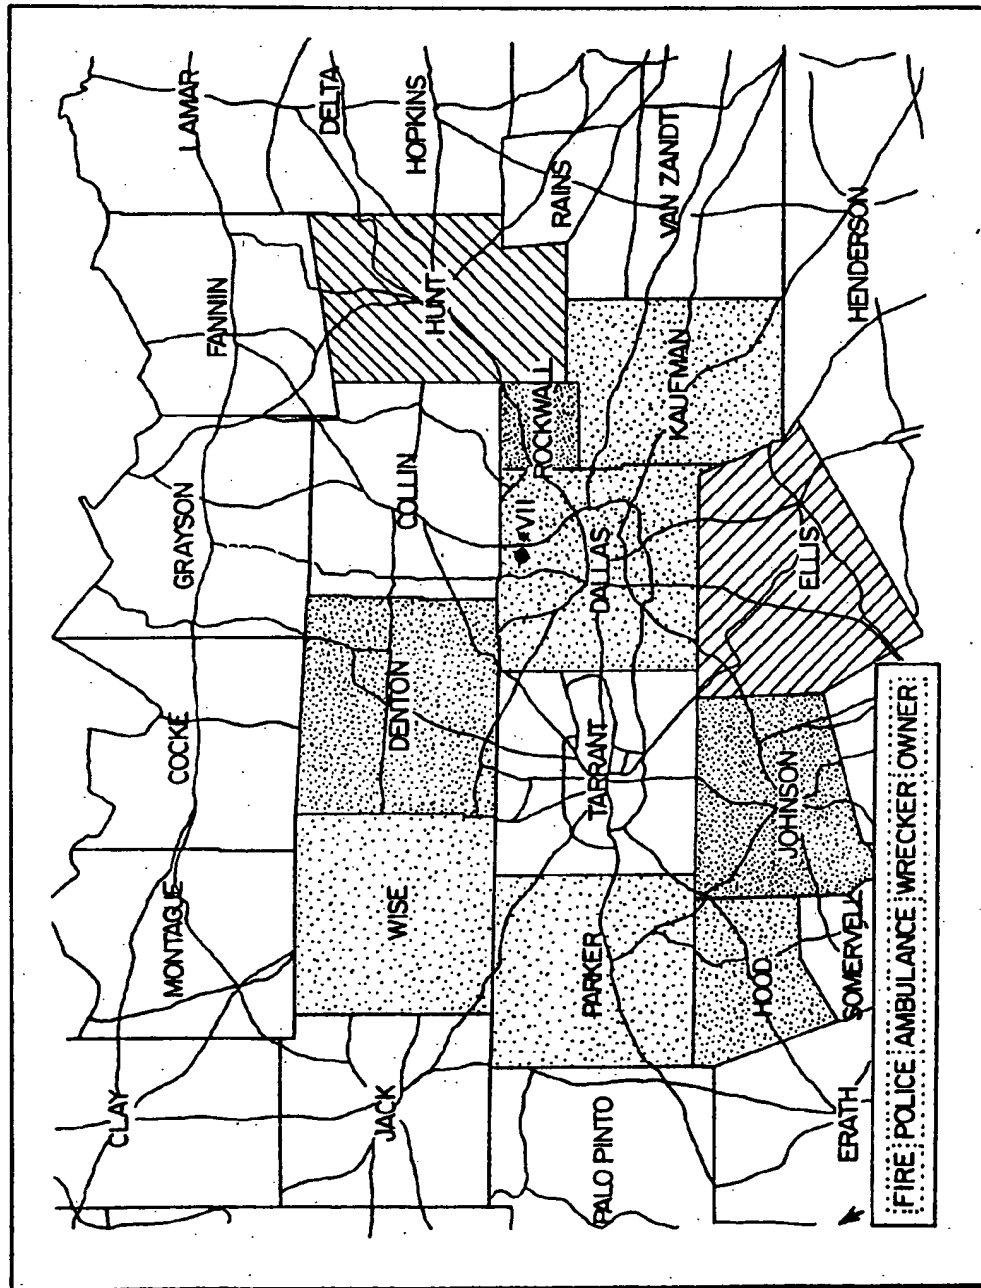 CLAY
MONTAGUE
COCKE
GRAYSON
FANNIN
LAMAR
DELTA
JACK
WISE
DENTON
COLLIN
HUNT
HOPKINS
ROCKWALL
VII
RAINS
PALO PINTO
PARKER
TARRANT
DALLAS
KAUFMAN
VAN ZANDT
ERATH
HOOD
SOMERVELL
JOHNSON
ELLIS
HENDERSON
FIRE POLICE AMBULANCE WRECKER OWNER